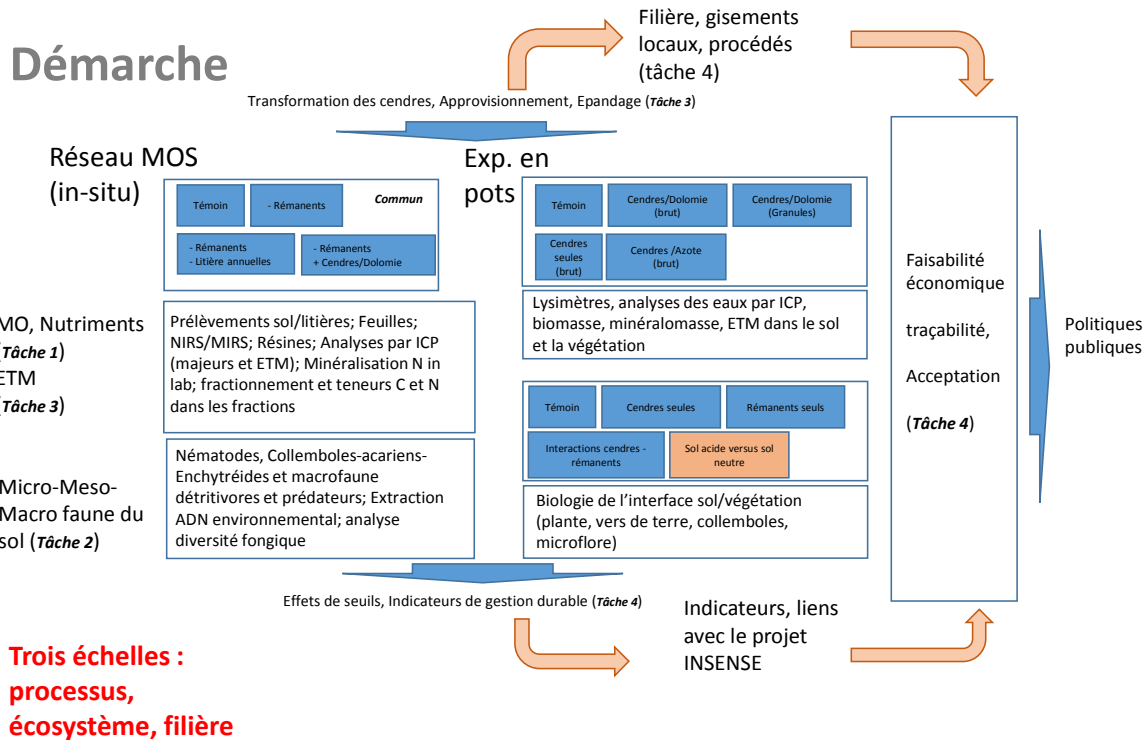 Démarche
Filière, gisements
locaux, procédés
(tâche 4)
Transformation des cendres, Approvisionnement, Epandage (Tâche 3)
Réseau MOS
(in-situ)
Témoin
- Rémanents
Commun
- Rémanents
- Litière annuelles
- Rémanents
+ Cendres/Dolomie
Exp. en
pots
Témoin
Cendres/Dolomie
(brut)
Cendres/Dolomie
(Granules)
Cendres
seules
(brut)
Cendres /Azote
(brut)
MO, Nutriments
(Tâche 1)
ETM
(Tâche 3)
Prélèvements sol/litières; Feuilles;
NIRS/MIRS; Résines; Analyses par ICP
(majeurs et ETM); Minéralisation N in
lab; fractionnement et teneurs C et N
dans les fractions
Lysimètres, analyses des eaux par ICP,
biomasse, minéralomasse, ETM dans le sol
et la végétation
Témoin
Cendres seules
Rémanents seuls
Interactions cendres -
rémanents
Sol acide versus sol
neutre
Micro-Meso-
Macro faune du
sol (Tâche 2)
Nématodes, Collemboles-acariens-
Enchytréides et macrofaune
détritivores et prédateurs; Extraction
ADN environnemental; analyse
diversité fongique
Biologie de l’interface sol/végétation
(plante, vers de terre, collemboles,
microflore)
Faisabilité
économique
traçabilité,
Acceptation
(Tâche 4)
Politiques
publiques
Effets de seuils, Indicateurs de gestion durable (Tâche 4)
Indicateurs, liens
avec le projet
INSENSE
Trois échelles :
processus,
écosystème, filière